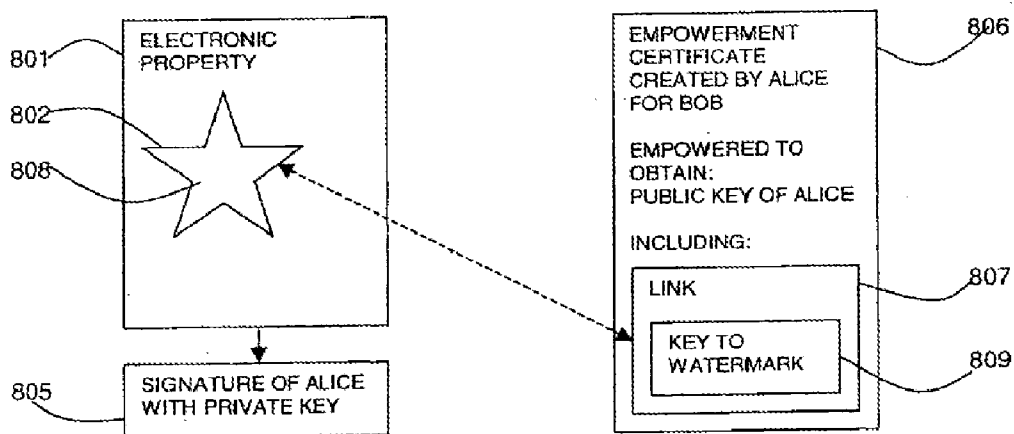 801
ELECTRONIC
PROPERTY
802
808
805
SIGNATURE OF ALICE
WITH PRIVATE KEY
806
EMPOWERMENT
CERTIFICATE
CREATED BY ALICE
FOR BOB
EMPOWERED TO
OBTAIN:
PUBLIC KEY OF ALICE
INCLUDING:
807
LINK
KEY TO
WATERMARK
809